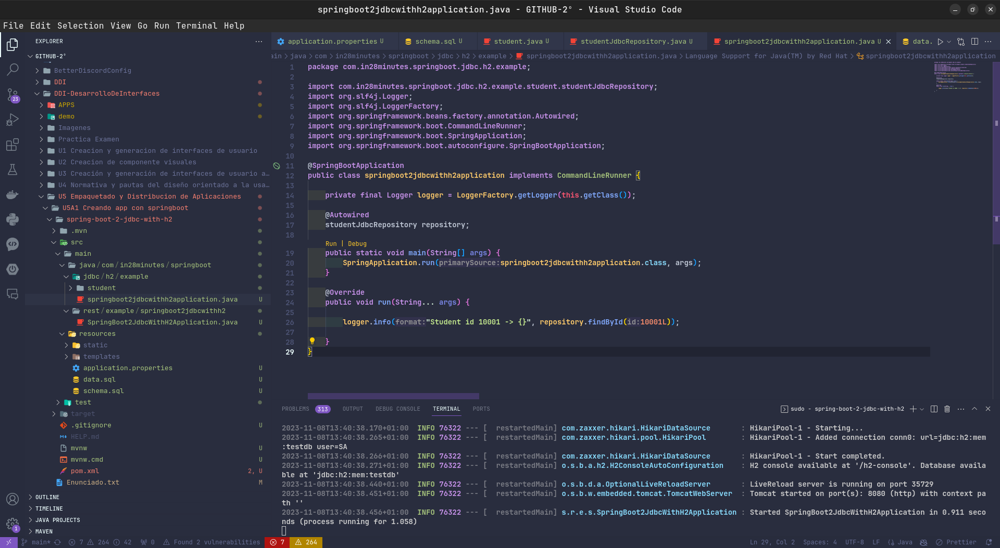 springboot2jdbcwithh2application.java - GITHUB-2º - Visual Studio Code
File Edit Selection View Go Run Terminal Help
EXPLORER
GITHUB-2º
BetterDiscordConfig
DDI
DDI-DesarrolloDeInterfaces
APPS
demo
Imagenes
Practica Examen
U1 Creacion y generacion de interfaces de usuario
U2 Creacion de componente visuales
U3 Creación y generación de interfaces de usuario a...
U4 Normativa y pautas del diseño orientado a la usa...
U5 Empaquetado y Distribucion de Aplicaciones
U5A1 Creando app con springboot
spring-boot-2-jdbc-with-h2
.mvn
src
main
java/com/in28minutes/springboot
jdbc/h2/example
student
springboot2jdbcwithh2application.java U
rest/example/springboot2jdbcwithh2
SpringBoot2JdbcWithH2Application.java U
resources
static
templates
application.properties U
data.sql U
schema.sql U
test
target
.gitignore U
HELP.md
mvnw U
mvnw.cmd U
pom.xml 2, U
Enunciado.txt M
OUTLINE
TIMELINE
JAVA PROJECTS
MAVEN
23
1
application.properties U schema.sql U student.java U studentJdbcRepository.java U springboot2jdbcwithh2application.java U data.
ain > java > com > in28minutes > springboot > jdbc > h2 > example > springboot2jdbcwithh2application.java > Language Support for Java(TM) by Red Hat > springboot2jdbcwithh2application
1 package com.in28minutes.springboot.jdbc.h2.example;
2
3 import com.in28minutes.springboot.jdbc.h2.example.student.studentJdbcRepository;
4 import org.slf4j.Logger;
5 import org.slf4j.LoggerFactory;
6 import org.springframework.beans.factory.annotation.Autowired;
7 import org.springframework.boot.CommandLineRunner;
8 import org.springframework.boot.SpringApplication;
9 import org.springframework.boot.autoconfigure.SpringBootApplication;
10
11 @SpringBootApplication
12 public class springboot2jdbcwithh2application implements CommandLineRunner {
13
14 private final Logger logger = LoggerFactory.getLogger(this.getClass());
15
16 @Autowired
17 studentJdbcRepository repository;
18
Run | Debug
19 public static void main(String[] args) {
20 SpringApplication.run(primarySource:springboot2jdbcwithh2application.class, args);
21 }
22
23 @Override
24 public void run(String... args) {
25
26 logger.info(format:"Student id 10001 -> {}", repository.findById(id:10001L));
27
28 }
29 }
PROBLEMS 313 OUTPUT DEBUG CONSOLE TERMINAL PORTS
sudo - spring-boot-2-jdbc-with-h2
2023-11-08T13:40:38.170+01:00 INFO 76322 --- [ restartedMain] com.zaxxer.hikari.HikariDataSource : HikariPool-1 - Starting...
2023-11-08T13:40:38.265+01:00 INFO 76322 --- [ restartedMain] com.zaxxer.hikari.pool.HikariPool : HikariPool-1 - Added connection conn0: url=jdbc:h2:mem
:testdb user=SA
2023-11-08T13:40:38.266+01:00 INFO 76322 --- [ restartedMain] com.zaxxer.hikari.HikariDataSource : HikariPool-1 - Start completed.
2023-11-08T13:40:38.271+01:00 INFO 76322 --- [ restartedMain] o.s.b.a.h2.H2ConsoleAutoConfiguration : H2 console available at '/h2-console'. Database availa
ble at 'jdbc:h2:mem:testdb'
2023-11-08T13:40:38.440+01:00 INFO 76322 --- [ restartedMain] o.s.b.d.a.OptionalLiveReloadServer : LiveReload server is running on port 35729
2023-11-08T13:40:38.451+01:00 INFO 76322 --- [ restartedMain] o.s.b.w.embedded.tomcat.TomcatWebServer : Tomcat started on port(s): 8080 (http) with context pa
th ''
2023-11-08T13:40:38.456+01:00 INFO 76322 --- [ restartedMain] s.r.e.s.SpringBoot2JdbcWithH2Application : Started SpringBoot2JdbcWithH2Application in 0.911 seco
nds (process running for 1.058)
main* 7 264 42 0 Found 2 vulnerabilities 7 264 Ln 29, Col 2 Spaces: 4 UTF-8 LF Java Prettier